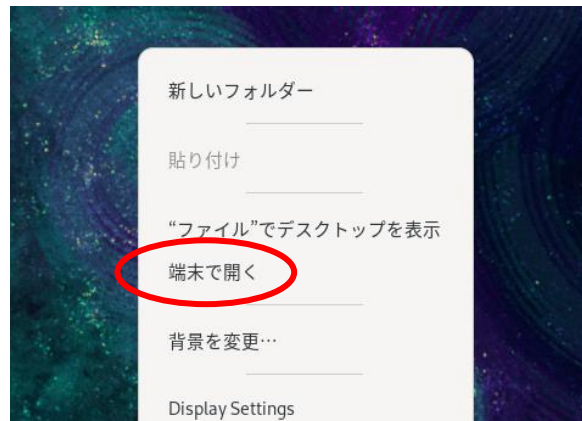 新しいフォルダー
貼り付け
“ファイル”でデスクトップを表示
端末で開く
背景を変更…
Display Settings